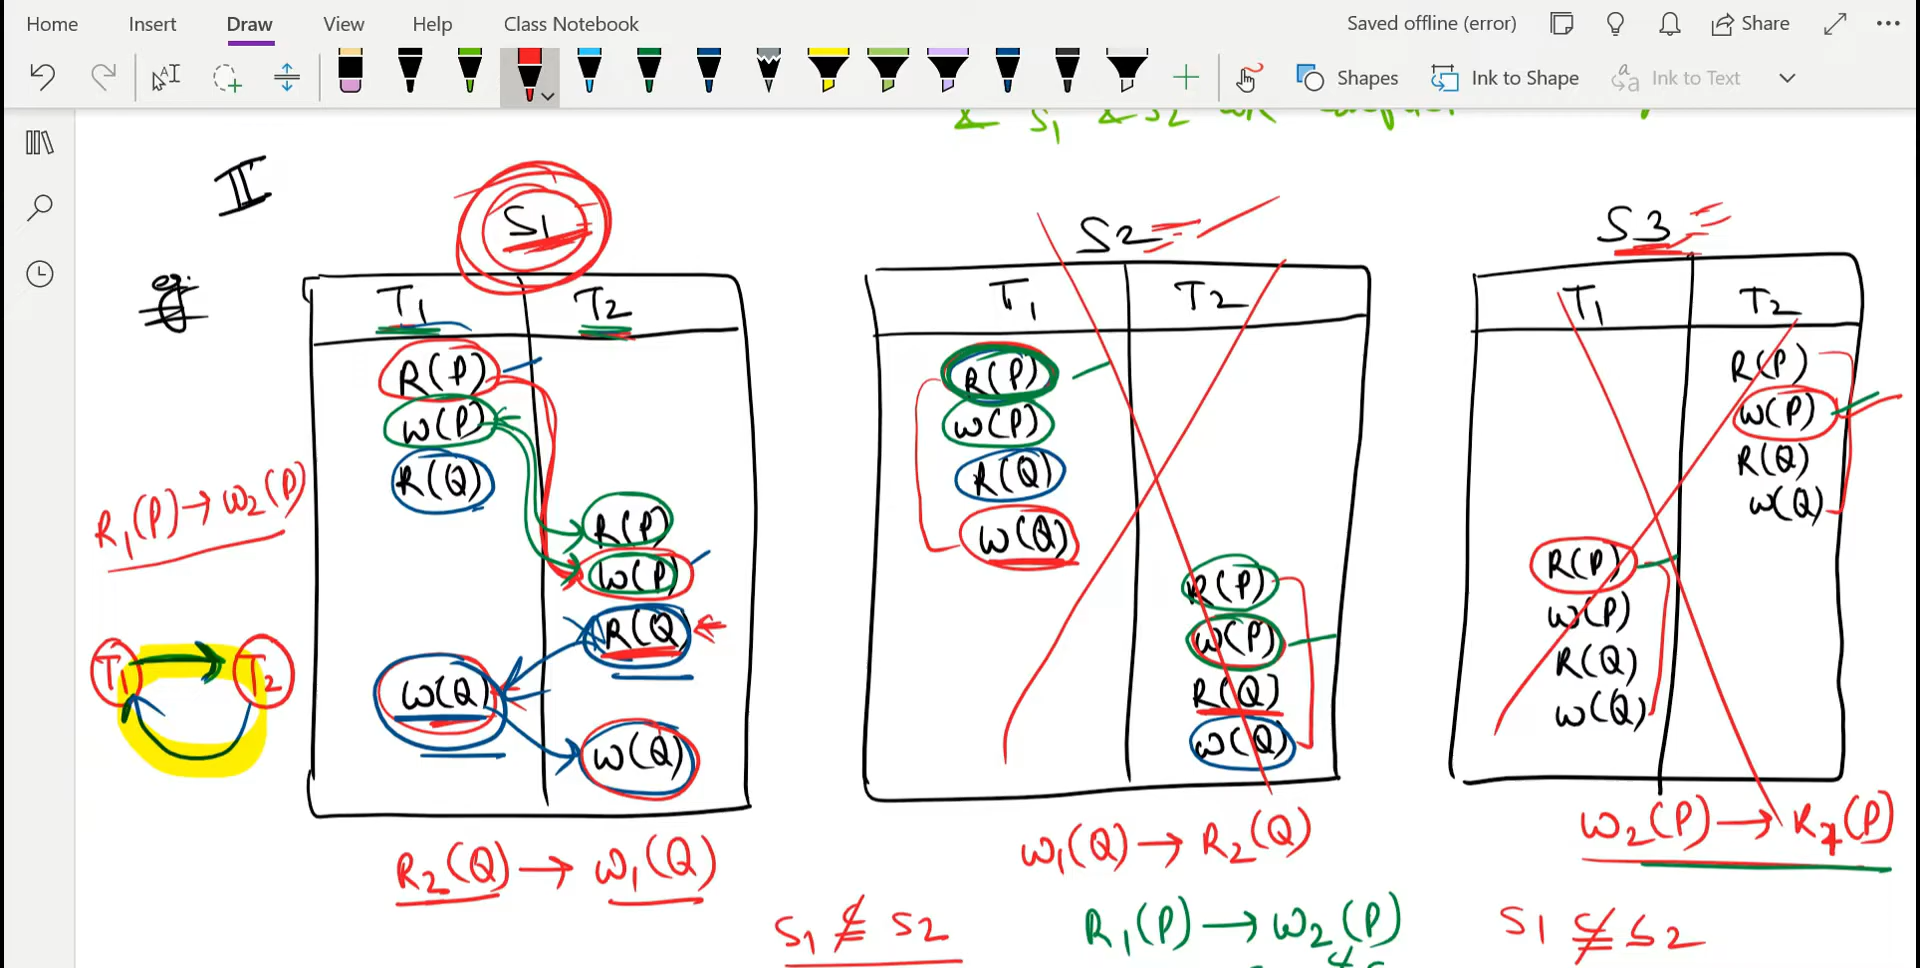 Home Insert Draw View Help Class Notebook Saved offline (error) Share
Shapes Ink to Shape Ink to Text
& S1 & S2
II
eg:
S1
T1 T2
R(P)
W(P)
R(Q)
R(P)
W(P)
R(Q)
W(Q)
W(Q)
R1(P) → W2(P)
T1 T2
R2(Q) → W1(Q)
S2
T1 T2
R(P)
W(P)
R(Q)
W(Q)
R(P)
W(P)
R(Q)
W(Q)
W1(Q) → R2(Q)
S3
T1 T2
R(P)
W(P)
R(Q)
W(Q)
R(P)
W(P)
R(Q)
W(Q)
W2(P) → R1(P)
S1 ≢ S2
R1(P) → W2(P)
S1 ≢ S2